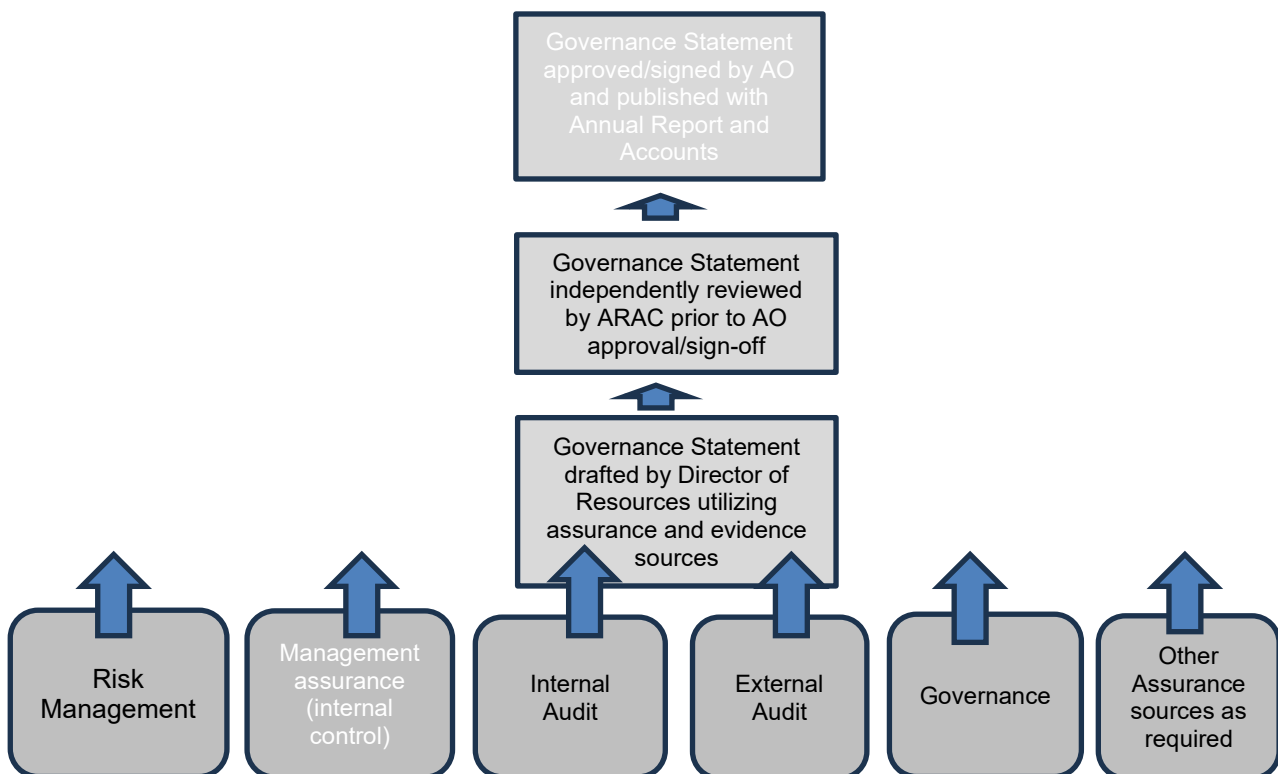 Governance Statement
approved/signed by AO
and published with
Annual Report and
Accounts
Governance Statement
independently reviewed
by ARAC prior to AO
approval/sign-off
Governance Statement
drafted by Director of
Resources utilizing
assurance and evidence
sources
Risk
Management
Management
assurance
(internal
control)
Internal
Audit
External
Audit
Governance
Other
Assurance
sources as
required